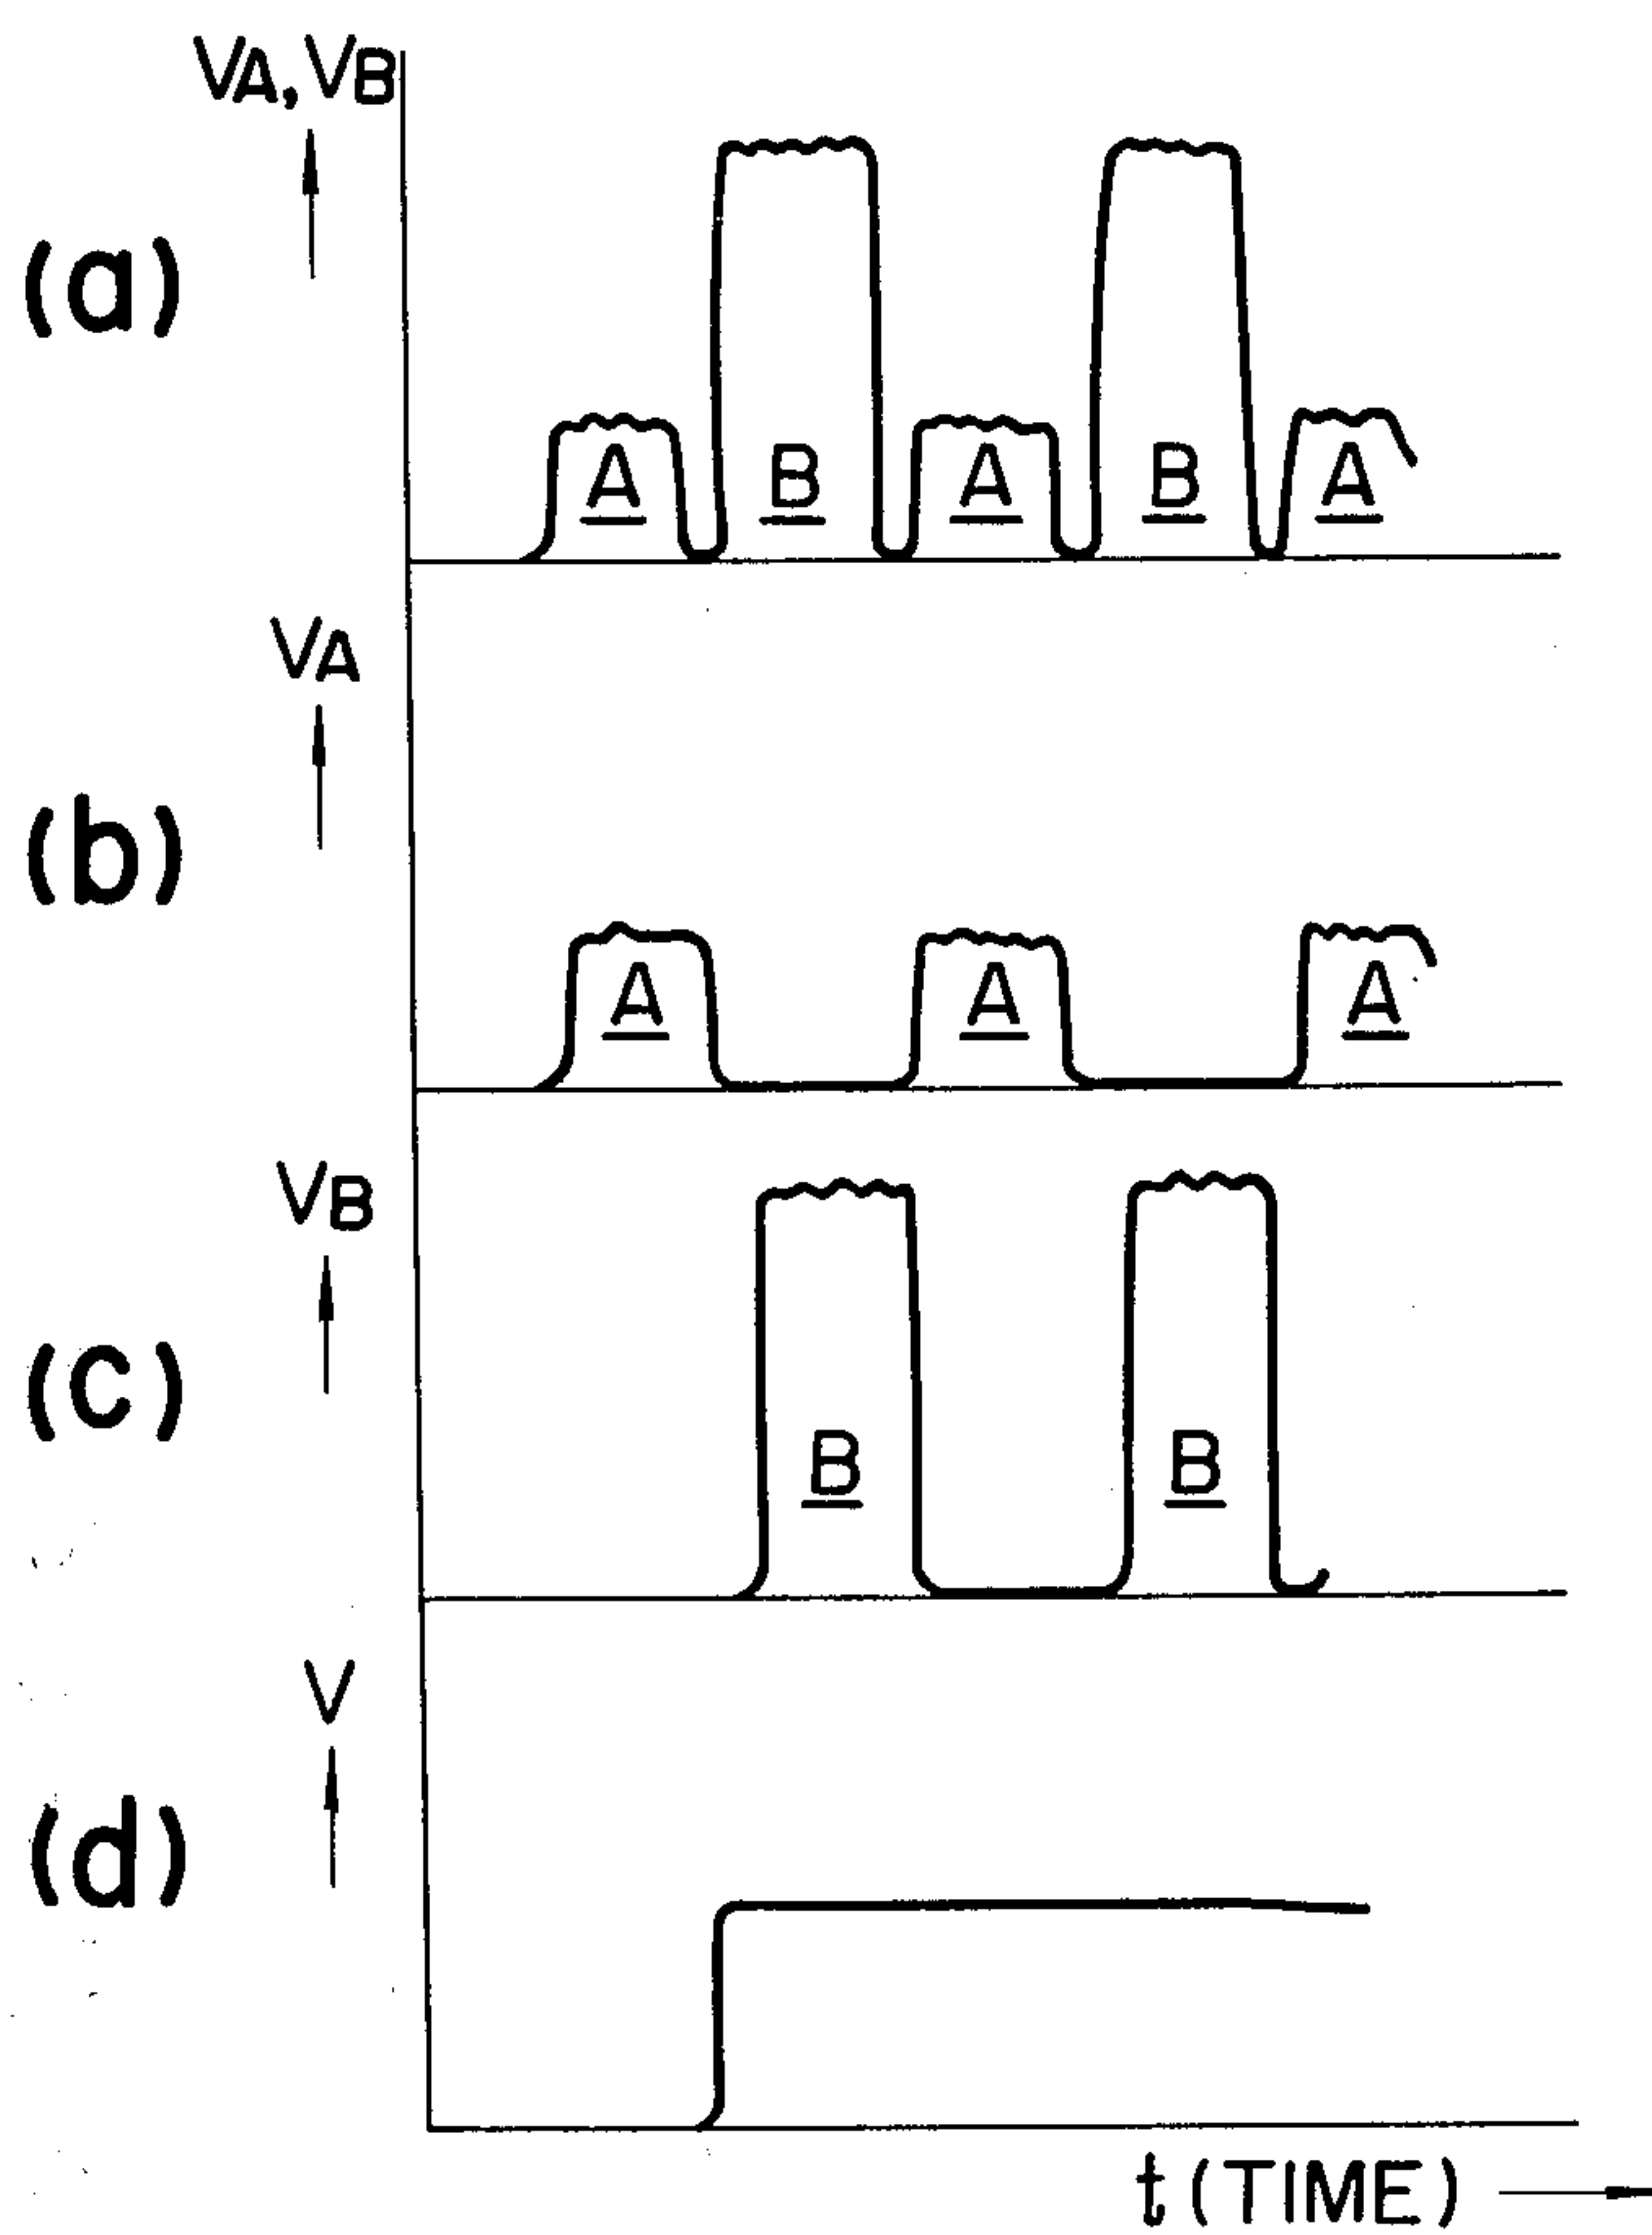 VA, VB
(a)
A B A B A
VA
(b)
A A A
VB
(c)
B B
V
(d)
t (TIME)